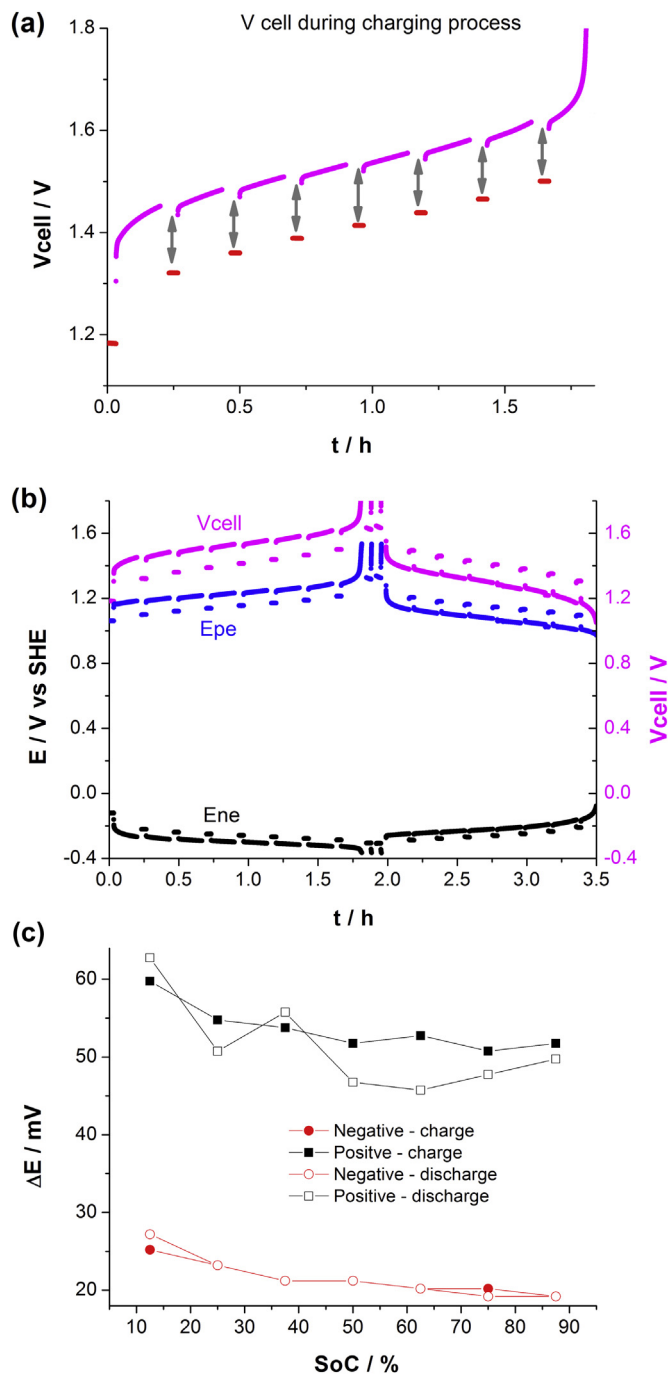 (a)
V cell during charging process
1.8
1.6
1.4
1.2
Vcell / V
0.0
0.5
1.0
1.5
t / h
(b)
Vcell
Epe
Ene
1.6
1.2
0.8
0.4
0.0
-0.4
E / V vs SHE
1.6
1.2
0.8
0.4
0.0
-0.4
Vcell / V
0.0
0.5
1.0
1.5
2.0
2.5
3.0
3.5
t / h
(c)
60
50
40
30
20
ΔE / mV
Negative - charge
Positve - charge
Negative - discharge
Positive - discharge
10
20
30
40
50
60
70
80
90
SoC / %